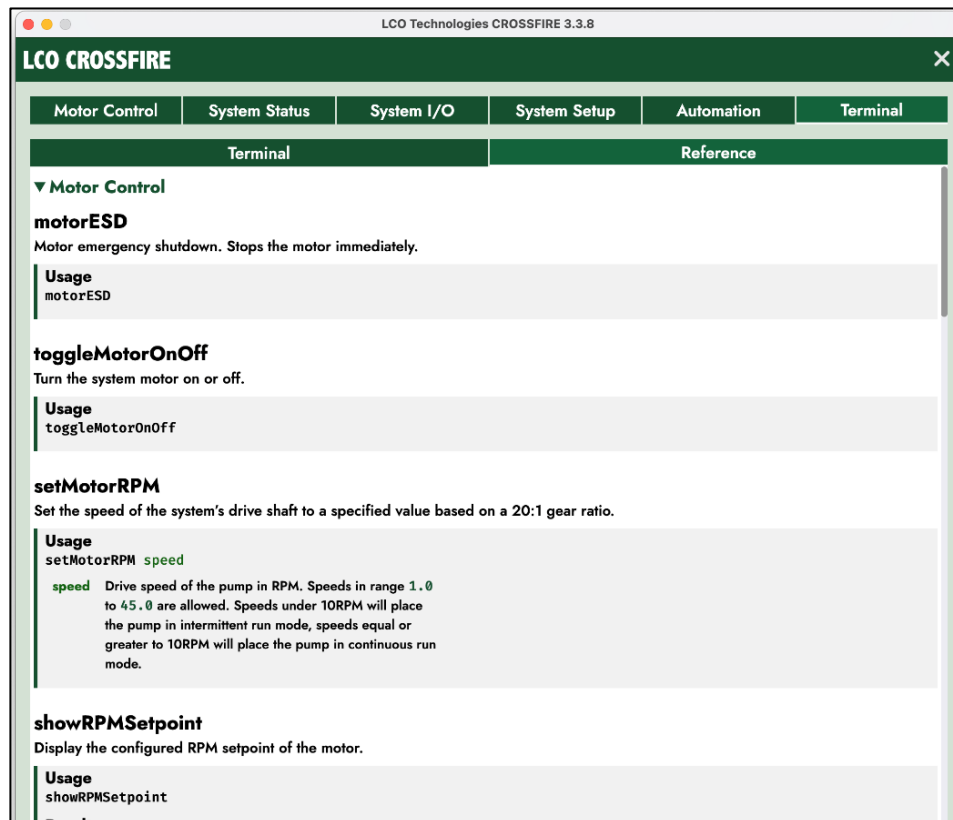 LCO Technologies CROSSFIRE 3.3.8
LCO CROSSFIRE
Motor Control
System Status
System I/O
System Setup
Automation
Terminal
Terminal
Reference
▼ Motor Control
motorESD
Motor emergency shutdown. Stops the motor immediately.
Usage
motorESD
toggleMotorOnOff
Turn the system motor on or off.
Usage
toggleMotorOnOff
setMotorRPM
Set the speed of the system's drive shaft to a specified value based on a 20:1 gear ratio.
Usage
setMotorRPM speed
speed Drive speed of the pump in RPM. Speeds in range 1.0
to 45.0 are allowed. Speeds under 10RPM will place
the pump in intermittent run mode, speeds equal or
greater to 10RPM will place the pump in continuous run
mode.
showRPMSetpoint
Display the configured RPM setpoint of the motor.
Usage
showRPMSetpoint